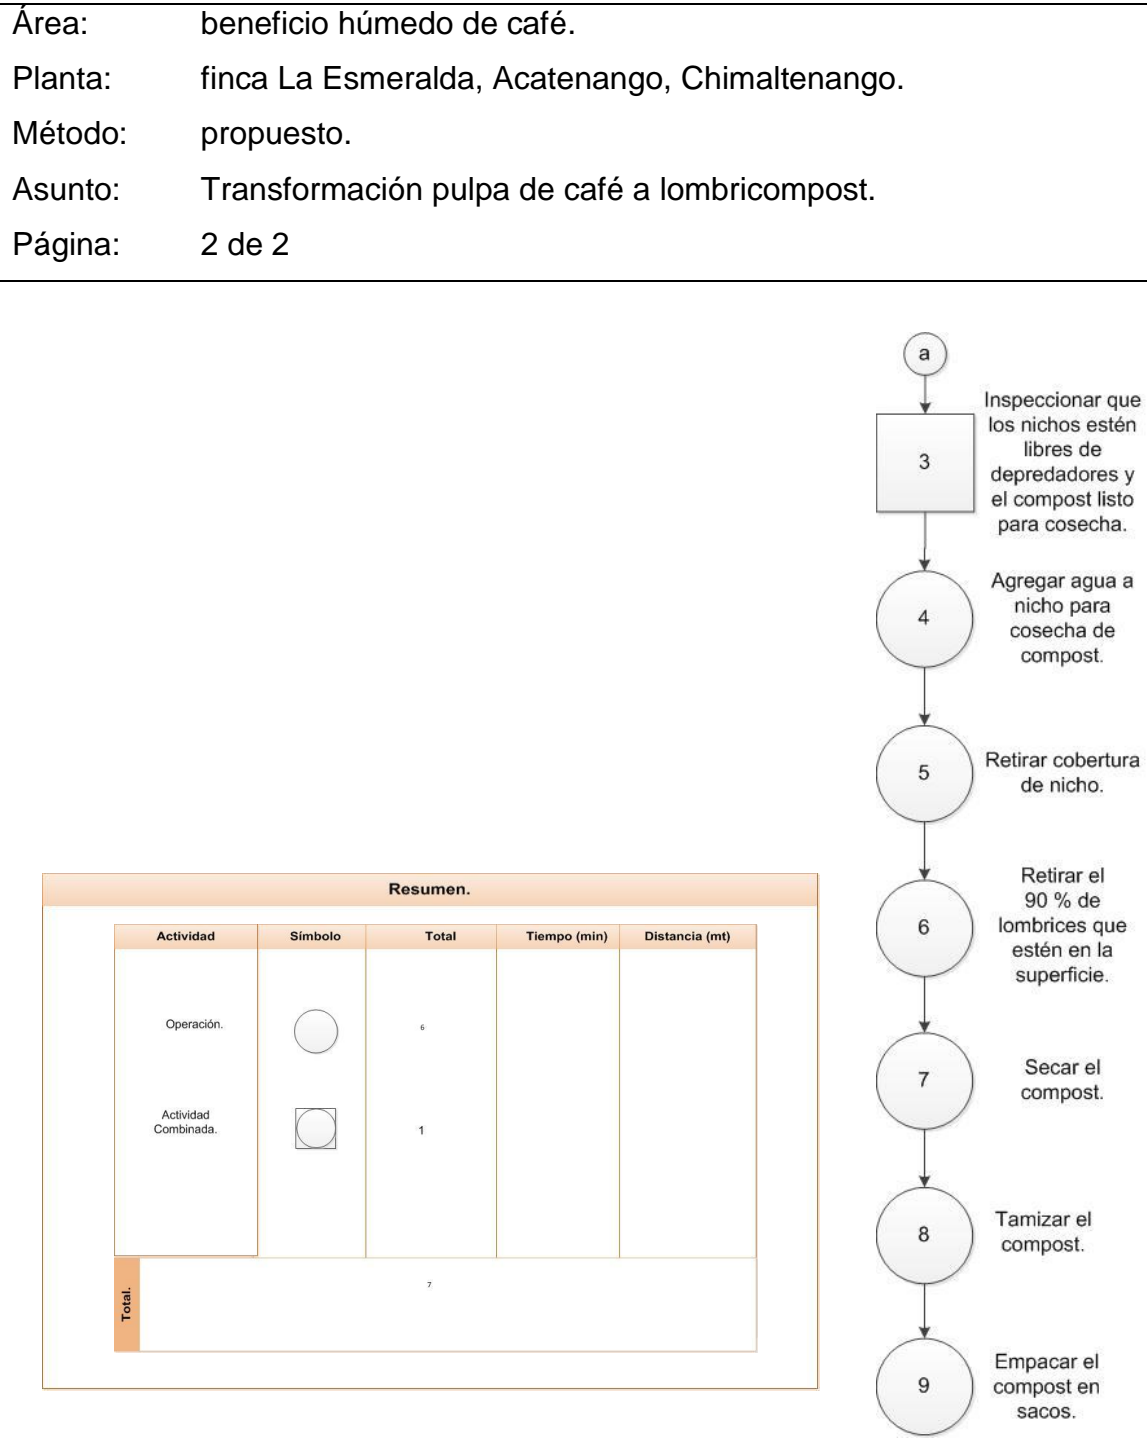 Área: beneficio húmedo de café.
Planta: finca La Esmeralda, Acatenango, Chimaltenango.
Método: propuesto.
Asunto: Transformación pulpa de café a lombricompost.
Página: 2 de 2
a
3
Inspeccionar que
los nichos estén
libres de
depredadores y
el compost listo
para cosecha.
4
Agregar agua a
nicho para
cosecha de
compost.
5
Retirar cobertura
de nicho.
6
Retirar el
90 % de
lombrices que
estén en la
superficie.
7
Secar el
compost.
8
Tamizar el
compost.
9
Empacar el
compost en
sacos.
Resumen.
Actividad Símbolo Total Tiempo (min) Distancia (mt)
Operación. 6
Actividad
Combinada. 1
Total. 7